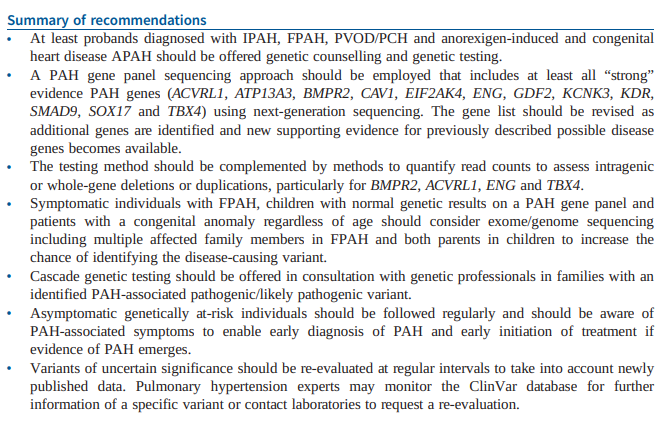 Summary of recommendations
• At least probands diagnosed with IPAH, FPAH, PVOD/PCH and anorexigen-induced and congenital
heart disease APAH should be offered genetic counselling and genetic testing.
• A PAH gene panel sequencing approach should be employed that includes at least all “strong”
evidence PAH genes (ACVRL1, ATP13A3, BMPR2, CAV1, EIF2AK4, ENG, GDF2, KCNK3, KDR,
SMAD9, SOX17 and TBX4) using next-generation sequencing. The gene list should be revised as
additional genes are identified and new supporting evidence for previously described possible disease
genes becomes available.
• The testing method should be complemented by methods to quantify read counts to assess intragenic
or whole-gene deletions or duplications, particularly for BMPR2, ACVRL1, ENG and TBX4.
• Symptomatic individuals with FPAH, children with normal genetic results on a PAH gene panel and
patients with a congenital anomaly regardless of age should consider exome/genome sequencing
including multiple affected family members in FPAH and both parents in children to increase the
chance of identifying the disease-causing variant.
• Cascade genetic testing should be offered in consultation with genetic professionals in families with an
identified PAH-associated pathogenic/likely pathogenic variant.
• Asymptomatic genetically at-risk individuals should be followed regularly and should be aware of
PAH-associated symptoms to enable early diagnosis of PAH and early initiation of treatment if
evidence of PAH emerges.
• Variants of uncertain significance should be re-evaluated at regular intervals to take into account newly
published data. Pulmonary hypertension experts may monitor the ClinVar database for further
information of a specific variant or contact laboratories to request a re-evaluation.